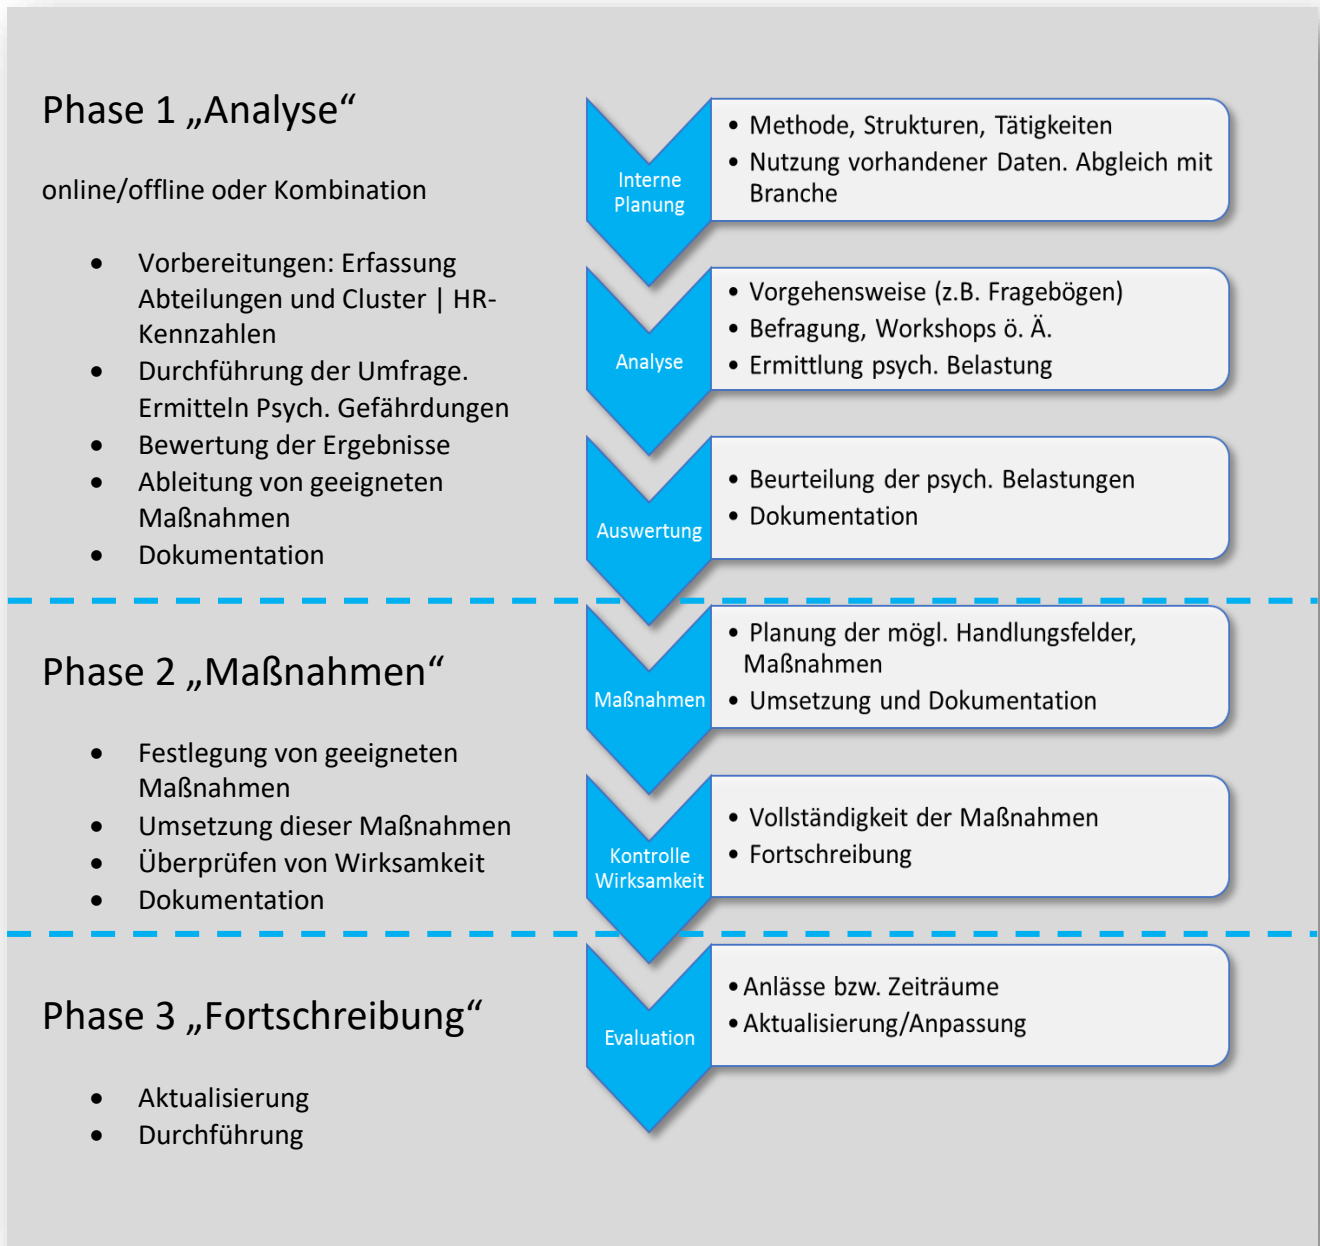 Phase 1 „Analyse“
online/offline oder Kombination
• Vorbereitungen: Erfassung
Abteilungen und Cluster | HR-
Kennzahlen
• Durchführung der Umfrage.
Ermitteln Psych. Gefährdungen
• Bewertung der Ergebnisse
• Ableitung von geeigneten
Maßnahmen
• Dokumentation
Interne
Planung
• Methode, Strukturen, Tätigkeiten
• Nutzung vorhandener Daten. Abgleich mit
Branche
Analyse
• Vorgehensweise (z.B. Fragebögen)
• Befragung, Workshops ö. Ä.
• Ermittlung psych. Belastung
Auswertung
• Beurteilung der psych. Belastungen
• Dokumentation
Phase 2 „Maßnahmen“
• Festlegung von geeigneten
Maßnahmen
• Umsetzung dieser Maßnahmen
• Überprüfen von Wirksamkeit
• Dokumentation
Maßnahmen
• Planung der mögl. Handlungsfelder,
Maßnahmen
• Umsetzung und Dokumentation
Kontrolle
Wirksamkeit
• Vollständigkeit der Maßnahmen
• Fortschreibung
Phase 3 „Fortschreibung“
• Aktualisierung
• Durchführung
Evaluation
• Anlässe bzw. Zeiträume
• Aktualisierung/Anpassung